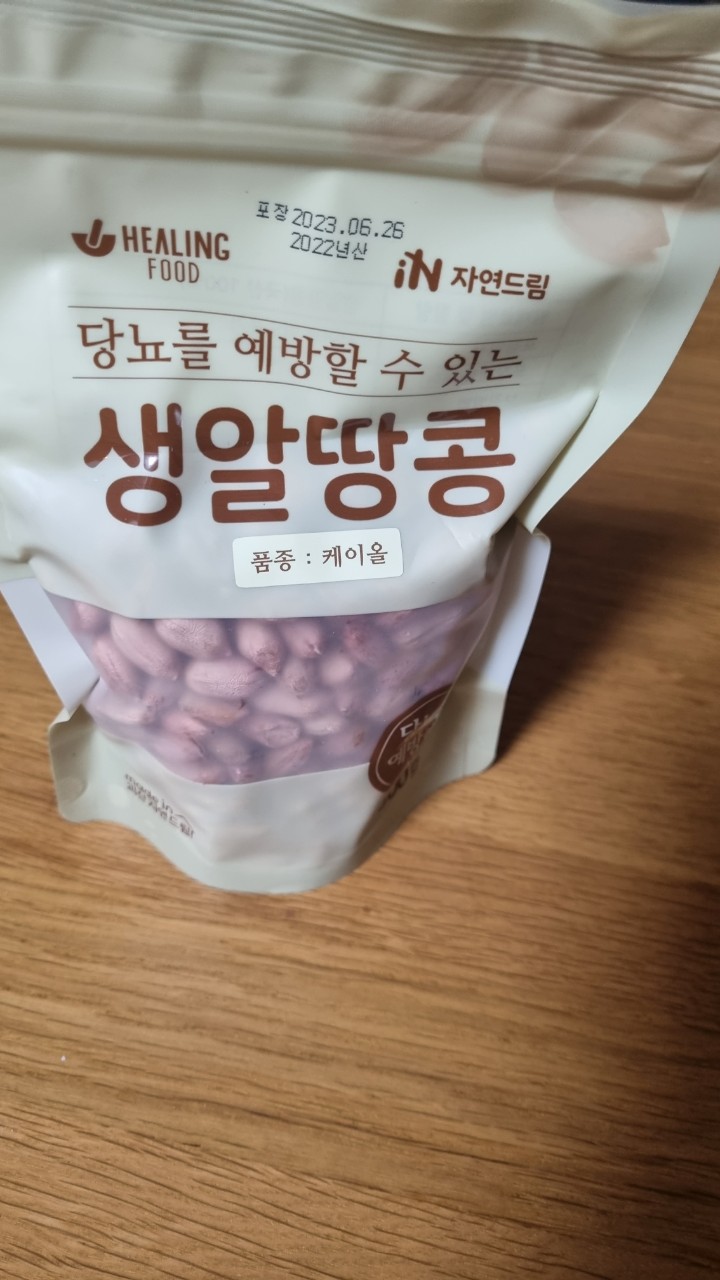 포장 2023.06.26
2022년산
HEALING
FOOD
iN 자연드림
당뇨를 예방할 수 있는
생알땅콩
품종 : 케이올